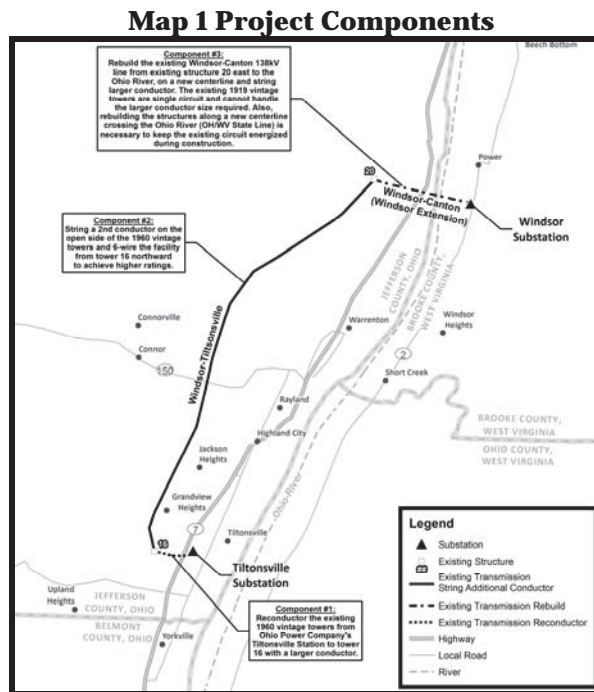 Map 1 Project Components
Component #3:
Rebuild the existing Windsor-Canton 138kV
line from existing structure 20 east to the
Ohio River, on a new centerline and string
larger conductor. The existing 1919 vintage
towers are single circuit and cannot handle
the larger conductor size required. Also,
rebuilding the structures along a new centerline
crossing the Ohio River (OH/WV State Line) is
necessary to keep the existing circuit energized
during construction.
Beech Bottom
Power
20
Windsor-Canton
(Windsor Extension)
Windsor
Substation
Component #2:
String a 2nd conductor on the
open side of the 1960 vintage
towers and 6-wire the facility
from tower 16 northward
to achieve higher ratings.
JEFFERSON
COUNTY, OHIO
BROOKE COUNTY,
WEST VIRGINIA
Connorville
Connor
150
Windsor-Tiltonsville
Warrenton
Windsor
Heights
2
Short Creek
Rayland
Highland City
BROOKE COUNTY,
WEST VIRGINIA
OHIO COUNTY,
WEST VIRGINIA
Jackson
Heights
Grandview
Heights
Ohio River
7
Tiltonsville
16
Tiltonsville
Substation
Upland
Heights
JEFFERSON
COUNTY, OHIO
BELMONT
COUNTY, OHIO
Yorkville
Component #1:
Reconductor the existing
1960 vintage towers from
Ohio Power Company's
Tiltonsville Station to tower
16 with a larger conductor.
Legend
Substation
Existing Structure
Existing Transmission
String Additional Conductor
Existing Transmission Rebuild
Existing Transmission Reconductor
Highway
Local Road
River